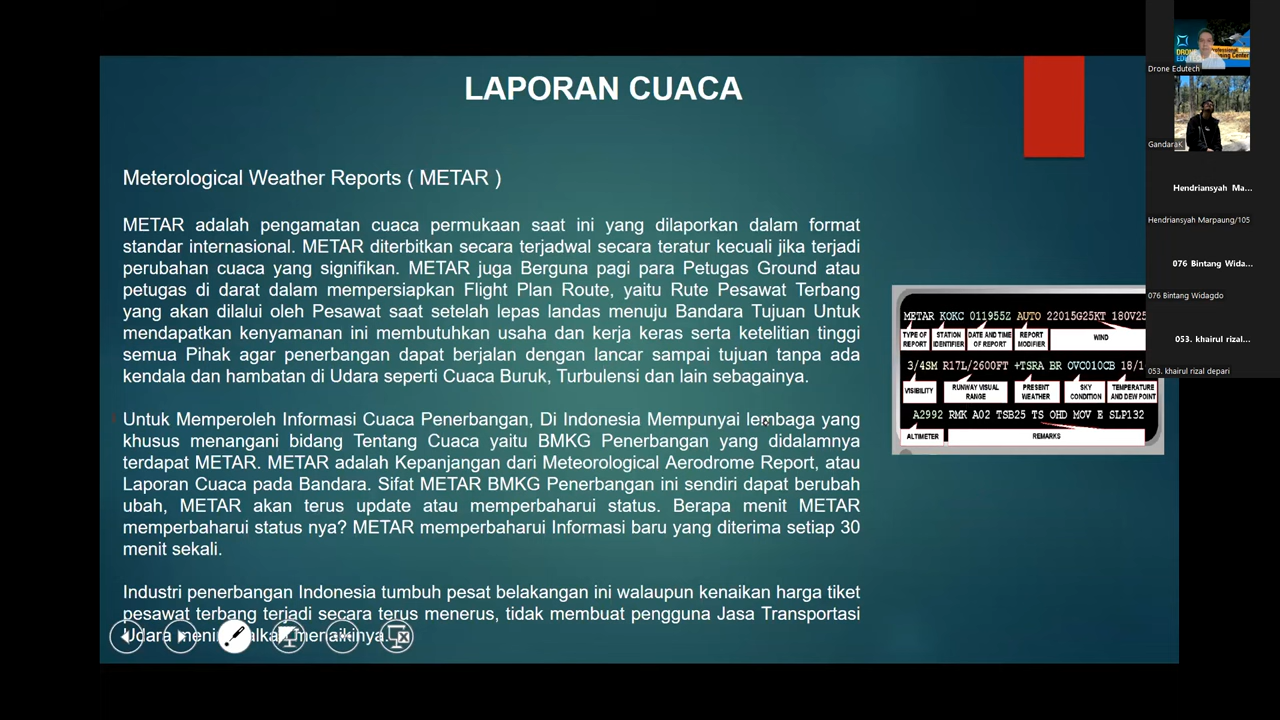 LAPORAN CUACA
Meterological Weather Reports ( METAR )
METAR adalah pengamatan cuaca permukaan saat ini yang dilaporkan dalam format
standar internasional. METAR diterbitkan secara terjadwal secara teratur kecuali jika terjadi
perubahan cuaca yang signifikan. METAR juga Berguna pagi para Petugas Ground atau
petugas di darat dalam mempersiapkan Flight Plan Route, yaitu Rute Pesawat Terbang
yang akan dilalui oleh Pesawat saat setelah lepas landas menuju Bandara Tujuan Untuk
mendapatkan kenyaman ini membutuhkan usaha dan kerja keras serta ketelitian tinggi
semua Pihak agar penerbangan dapat berjalan dengan lancar sampai tujuan tanpa ada
kendala dan hambatan di Udara seperti Cuaca Buruk, Turbulensi dan lain sebagainya.
Untuk Memperoleh Informasi Cuaca Penerbangan, Di Indonesia Mempunyai lembaga yang
khusus menangani bidang Tentang Cuaca yaitu BMKG Penerbangan yang didalamnya
terdapat METAR. METAR adalah Kepanjangan dari Meteorological Aerodrome Report, atau
Laporan Cuaca pada Bandara. Sifat METAR BMKG Penerbangan ini sendiri dapat berubah
ubah, METAR akan terus update atau memperbaharui status. Berapa menit METAR
memperbaharui status nya? METAR memperbaharui Informasi baru yang diterima setiap 30
menit sekali.
Industri penerbangan Indonesia tumbuh pesat belakangan ini walaupun kenaikan harga tiket
pesawat terbang terjadi secara terus menerus, tidak membuat pengguna Jasa Transportasi
Udara menaikinya.
METAR KOKC 011955Z AUTO 22015G25KT 180V25
TYPE OF REPORT
STATION IDENTIFIER
DATE AND TIME OF REPORT
REPORT MODIFIER
WIND
3/4SM R17L/2600FT +TSRA BR OVC010CB 18/1
VISIBILITY
RUNWAY VISUAL RANGE
PRESENT WEATHER
SKY CONDITION
TEMPERATURE AND DEW POINT
A2992 RMK A02 TSB25 TS OHD MOV E SLP132
ALTIMETER
REMARKS
Drone Edutech
GandaraK
Hendriansyah Ma...
Hendriansyah Marpaung/105
076 Bintang Wida...
076 Bintang Widagdo
053. khairul rizal...
053. khairul rizal depari